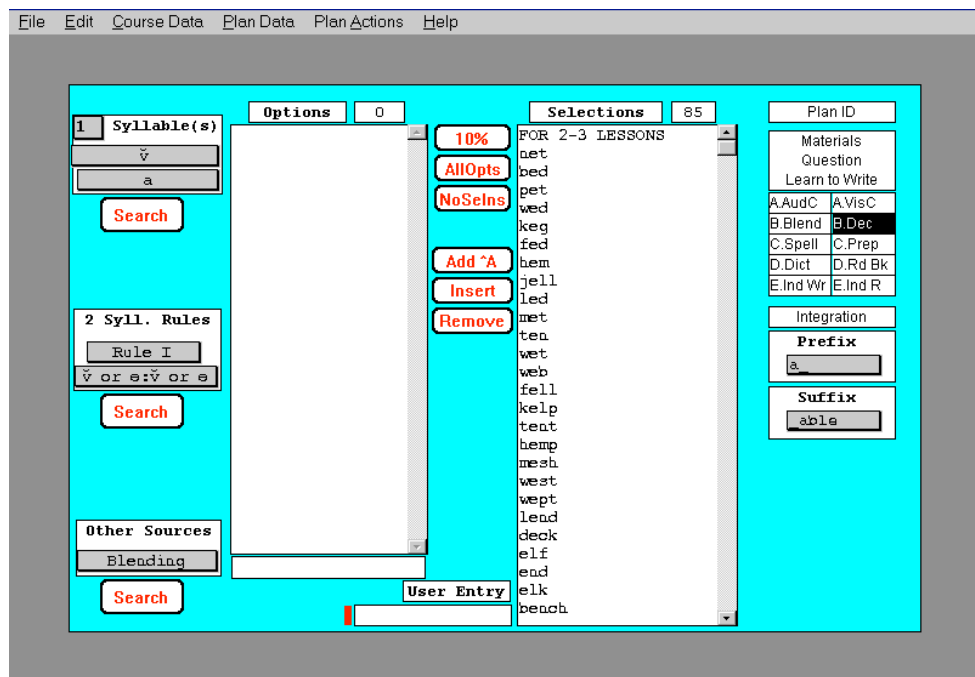 File Edit Course Data Plan Data Plan Actions Help
1 Syllable(s)
v̆
a
Search
2 Syll. Rules
Rule I
v̆ or ə:v̆ or ə
Search
Other Sources
Blending
Search
Options 0
10%
AllOpts
NoSelns
Add ^A
Insert
Remove
User Entry
Selections 85
FOR 2-3 LESSONS
net
bed
pet
wed
keg
fed
hem
jell
led
met
ten
wet
web
fell
kelp
tent
hemp
mesh
west
wept
lend
deck
elf
end
elk
bench
Plan ID
Materials
Question
Learn to Write
A.AudC A.VisC
B.Blend B.Dec
C.Spell C.Prep
D.Dict D.Rd Bk
E.Ind Wr E.Ind R
Integration
Prefix
a_
Suffix
_able